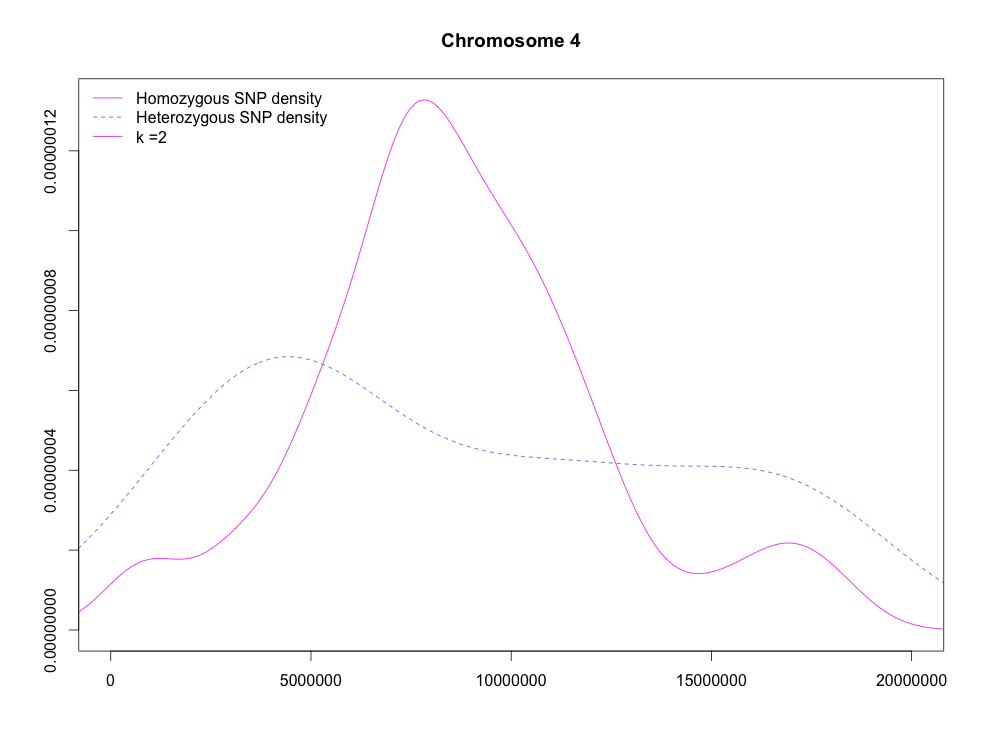 Chromosome 4
Homozygous SNP density
Heterozygous SNP density
k =2
0.00000012
0.00000008
0.00000004
0.00000000
0
5000000
10000000
15000000
20000000